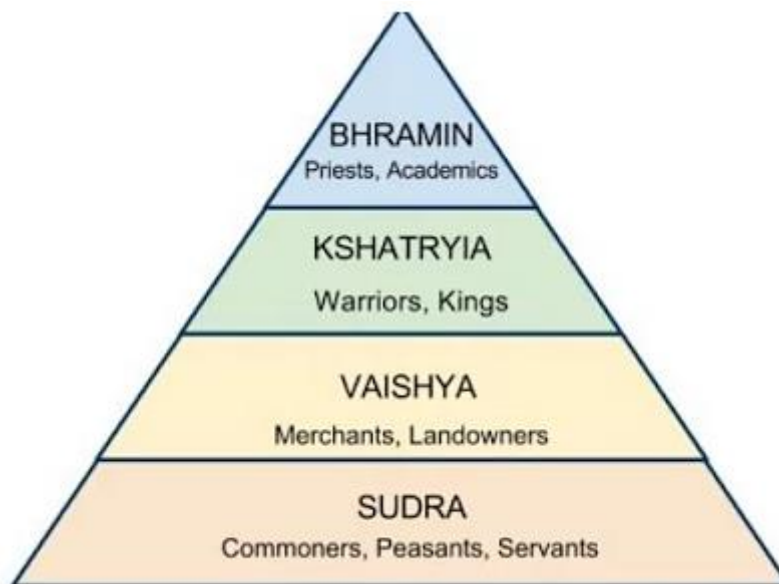 BHRAMIN
Priests, Academics
KSHATRYIA
Warriors, Kings
VAISHYA
Merchants, Landowners
SUDRA
Commoners, Peasants, Servants